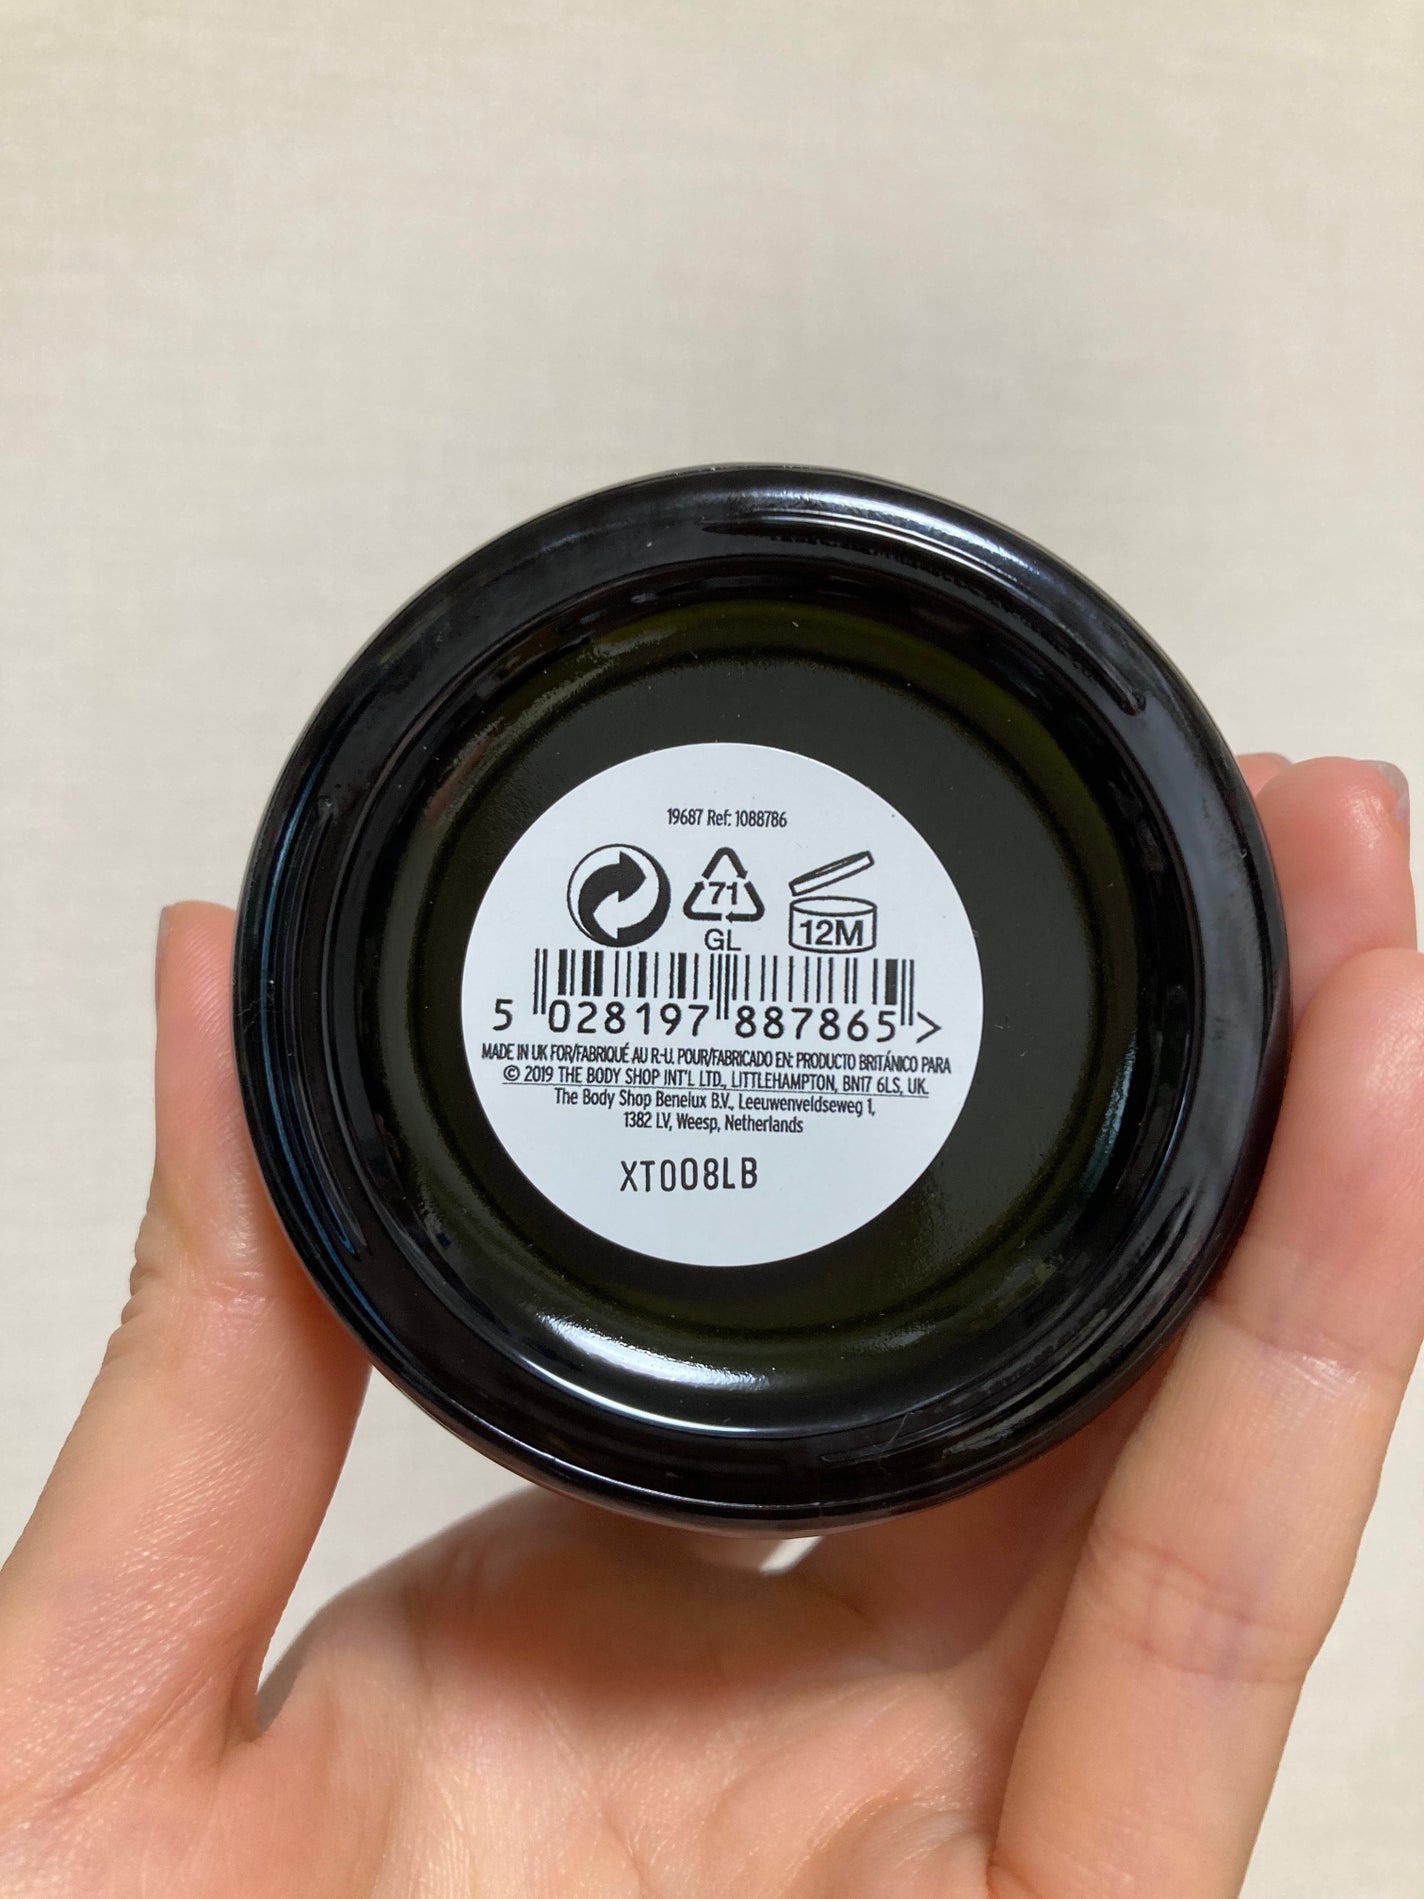 19687 Ref: 1088786
71
GL
12M
5 028197 887865 >
MADE IN UK FOR/FABRIQUÉ AU R-U. POUR/FABRICADO EN: PRODUCTO BRITÁNICO PARA
© 2019 THE BODY SHOP INT'L LTD., LITTLEHAMPTON, BN17 6LS, UK.
The Body Shop Benelux B.V., Leeuwenveldseweg 1,
1382 LV, Weesp, Netherlands
XT008LB